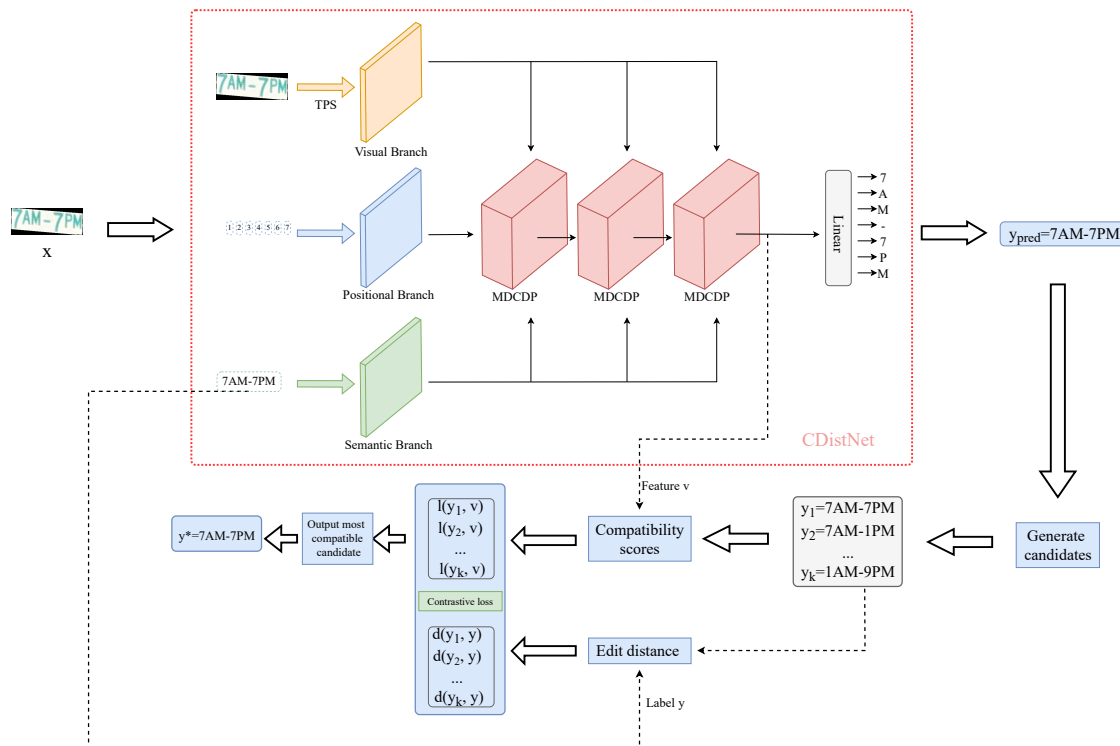 7AM-7PM
TPS
Visual Branch
7AM-7PM
x
1 2 3 4 5 6 7
Positional Branch
MDCDP
MDCDP
MDCDP
Linear
7
A
M
-
7
P
M
y_pred=7AM-7PM
7AM-7PM
Semantic Branch
CDistNet
Feature v
y*=7AM-7PM
Output most
compatible
candidate
l(y₁, v)
l(y₂, v)
...
l(yₖ, v)
Contrastive loss
d(y₁, y)
d(y₂, y)
...
d(yₖ, y)
Compatibility
scores
Edit distance
Label y
y₁=7AM-7PM
y₂=7AM-1PM
...
yₖ=1AM-9PM
Generate
candidates